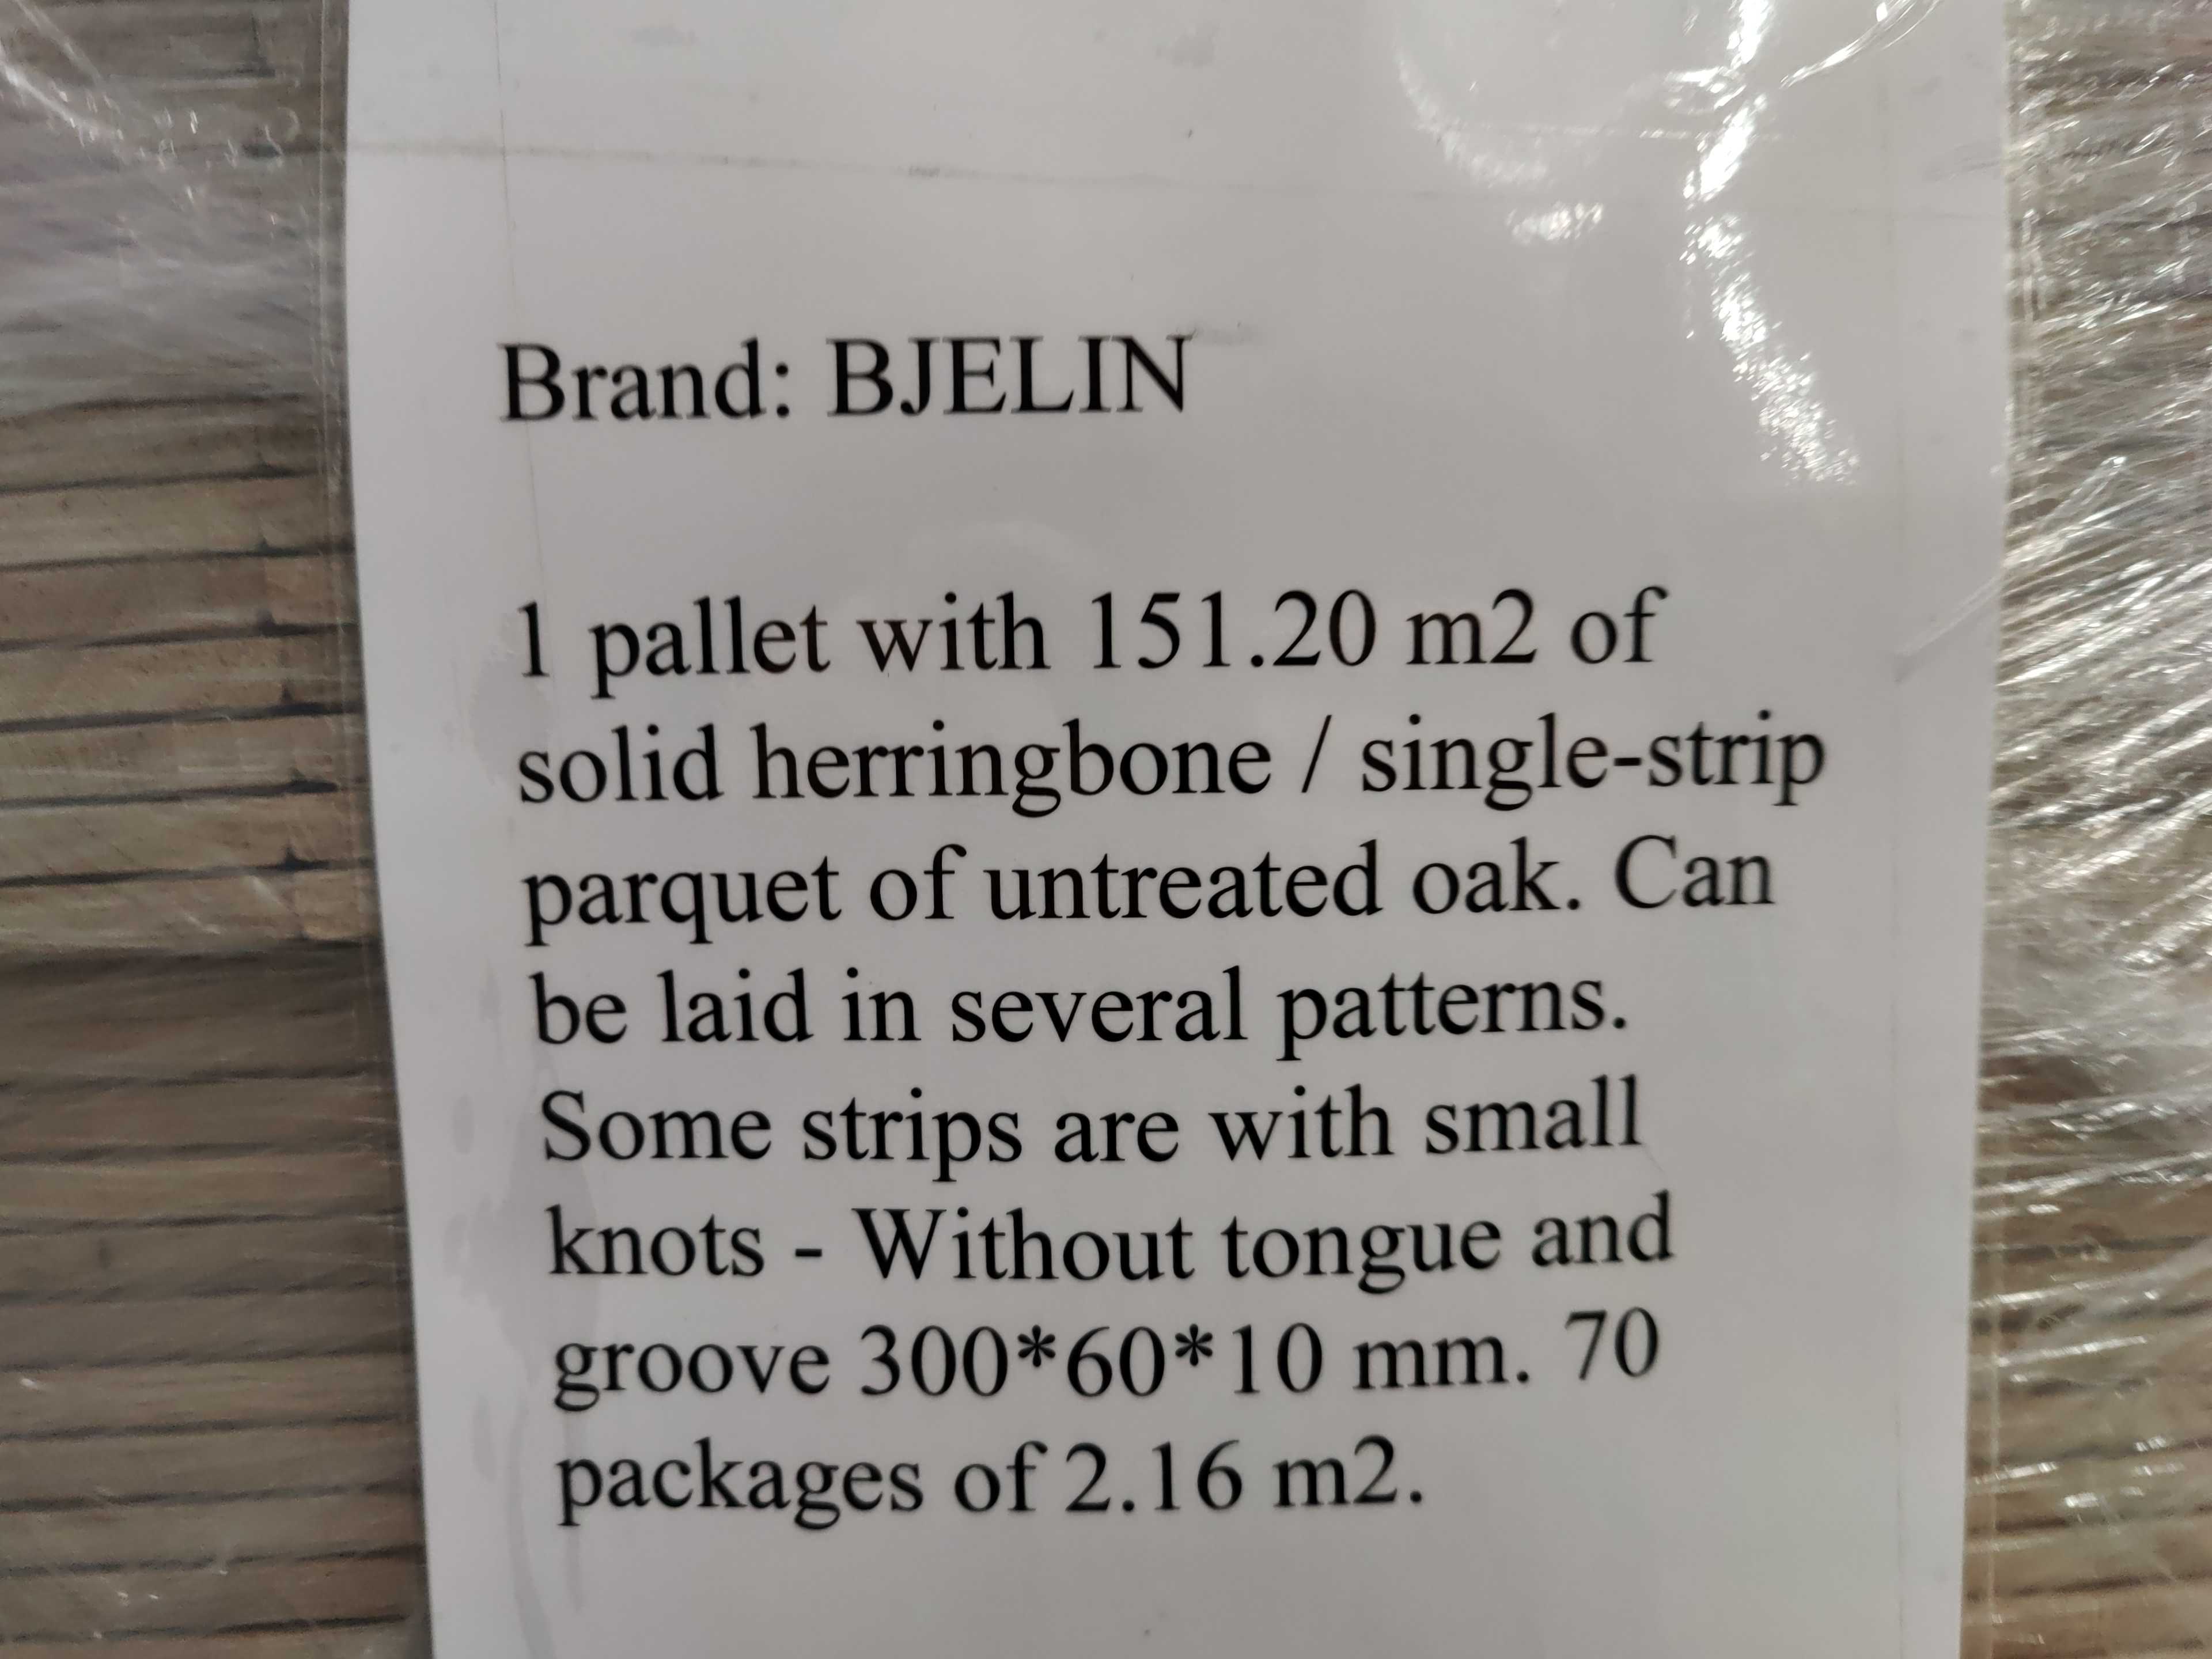 Brand: BJELIN
1 pallet with 151.20 m2 of
solid herringbone / single-strip
parquet of untreated oak. Can
be laid in several patterns.
Some strips are with small
knots - Without tongue and
groove 300*60*10 mm. 70
packages of 2.16 m2.